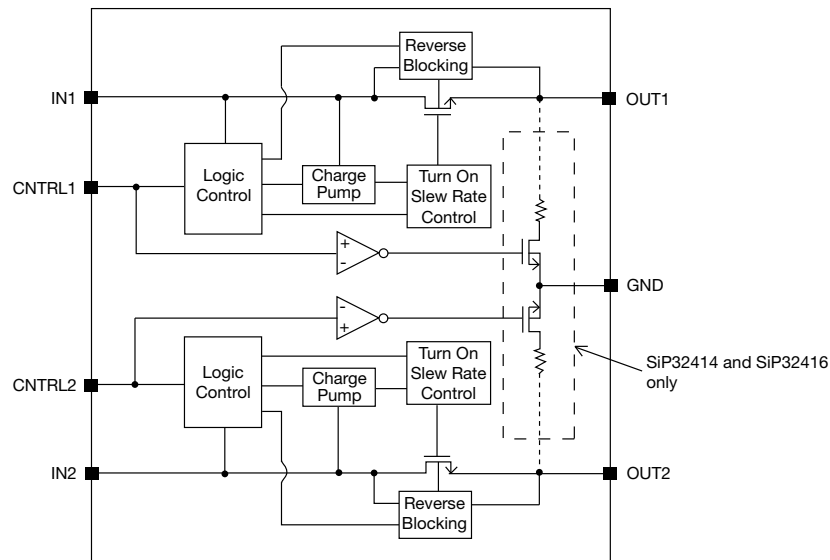 Reverse
Blocking
IN1
OUT1
Logic
Control
Charge
Pump
Turn On
Slew Rate
Control
CNTRL1
+
-
GND
-
+
SiP32414 and SiP32416
only
Logic
Control
Charge
Pump
Turn On
Slew Rate
Control
CNTRL2
IN2
OUT2
Reverse
Blocking